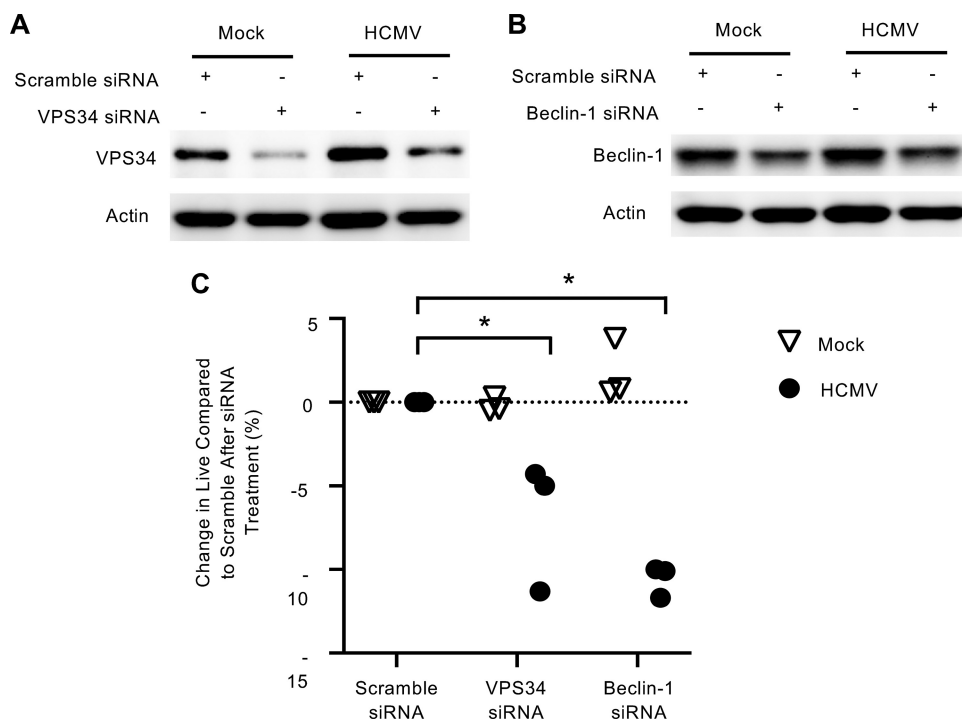 A
Mock
HCMV
Scramble siRNA + - + -
VPS34 siRNA - + - +
VPS34
Actin
B
Mock
HCMV
Scramble siRNA + - + -
Beclin-1 siRNA - + - +
Beclin-1
Actin
C
*
*
5
0
-5
-
10
-
15
Change in Live Compared
to Scramble After siRNA
Treatment (%)
Scramble
siRNA
VPS34
siRNA
Beclin-1
siRNA
Mock
HCMV